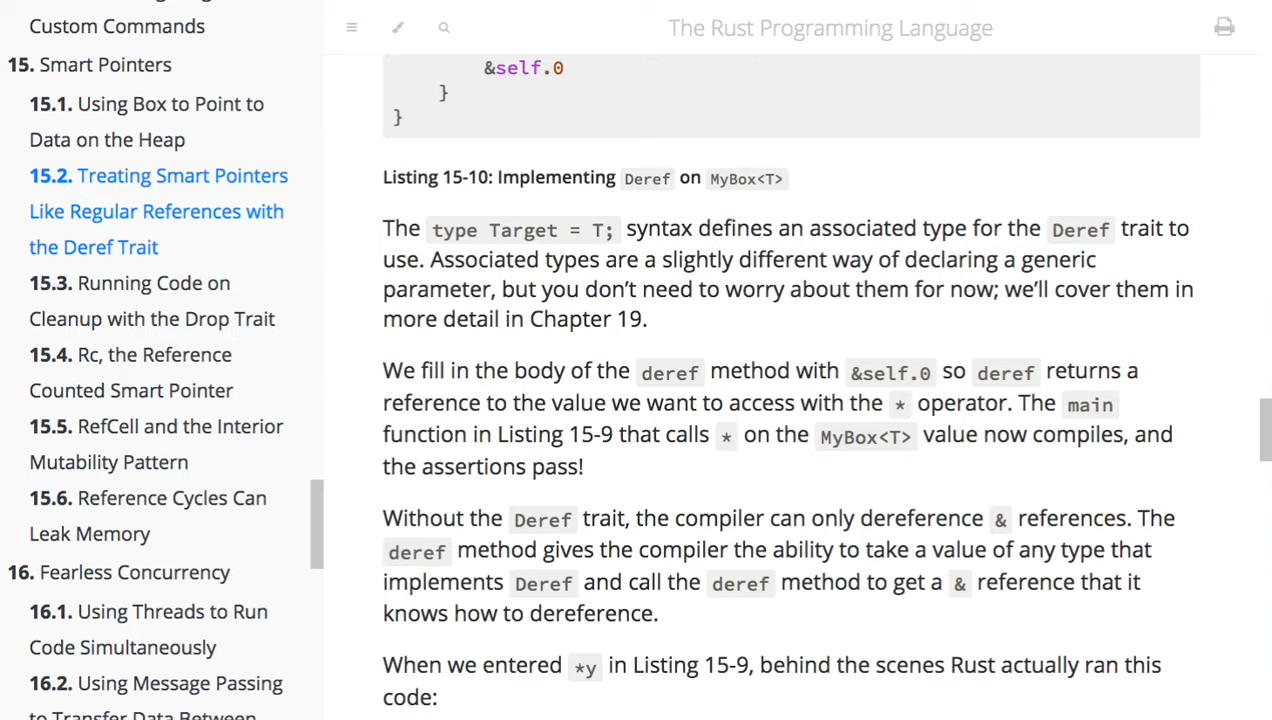 Custom Commands
15. Smart Pointers
15.1. Using Box to Point to
Data on the Heap
15.2. Treating Smart Pointers
Like Regular References with
the Deref Trait
15.3. Running Code on
Cleanup with the Drop Trait
15.4. Rc, the Reference
Counted Smart Pointer
15.5. RefCell and the Interior
Mutability Pattern
15.6. Reference Cycles Can
Leak Memory
16. Fearless Concurrency
16.1. Using Threads to Run
Code Simultaneously
16.2. Using Message Passing
to Transfer Data Between
The Rust Programming Language
&self.0
}
}
Listing 15-10: Implementing Deref on MyBox<T>
The type Target = T; syntax defines an associated type for the Deref trait to
use. Associated types are a slightly different way of declaring a generic
parameter, but you don’t need to worry about them for now; we’ll cover them in
more detail in Chapter 19.
We fill in the body of the deref method with &self.0 so deref returns a
reference to the value we want to access with the * operator. The main
function in Listing 15-9 that calls * on the MyBox<T> value now compiles, and
the assertions pass!
Without the Deref trait, the compiler can only dereference & references. The
deref method gives the compiler the ability to take a value of any type that
implements Deref and call the deref method to get a & reference that it
knows how to dereference.
When we entered *y in Listing 15-9, behind the scenes Rust actually ran this
code: